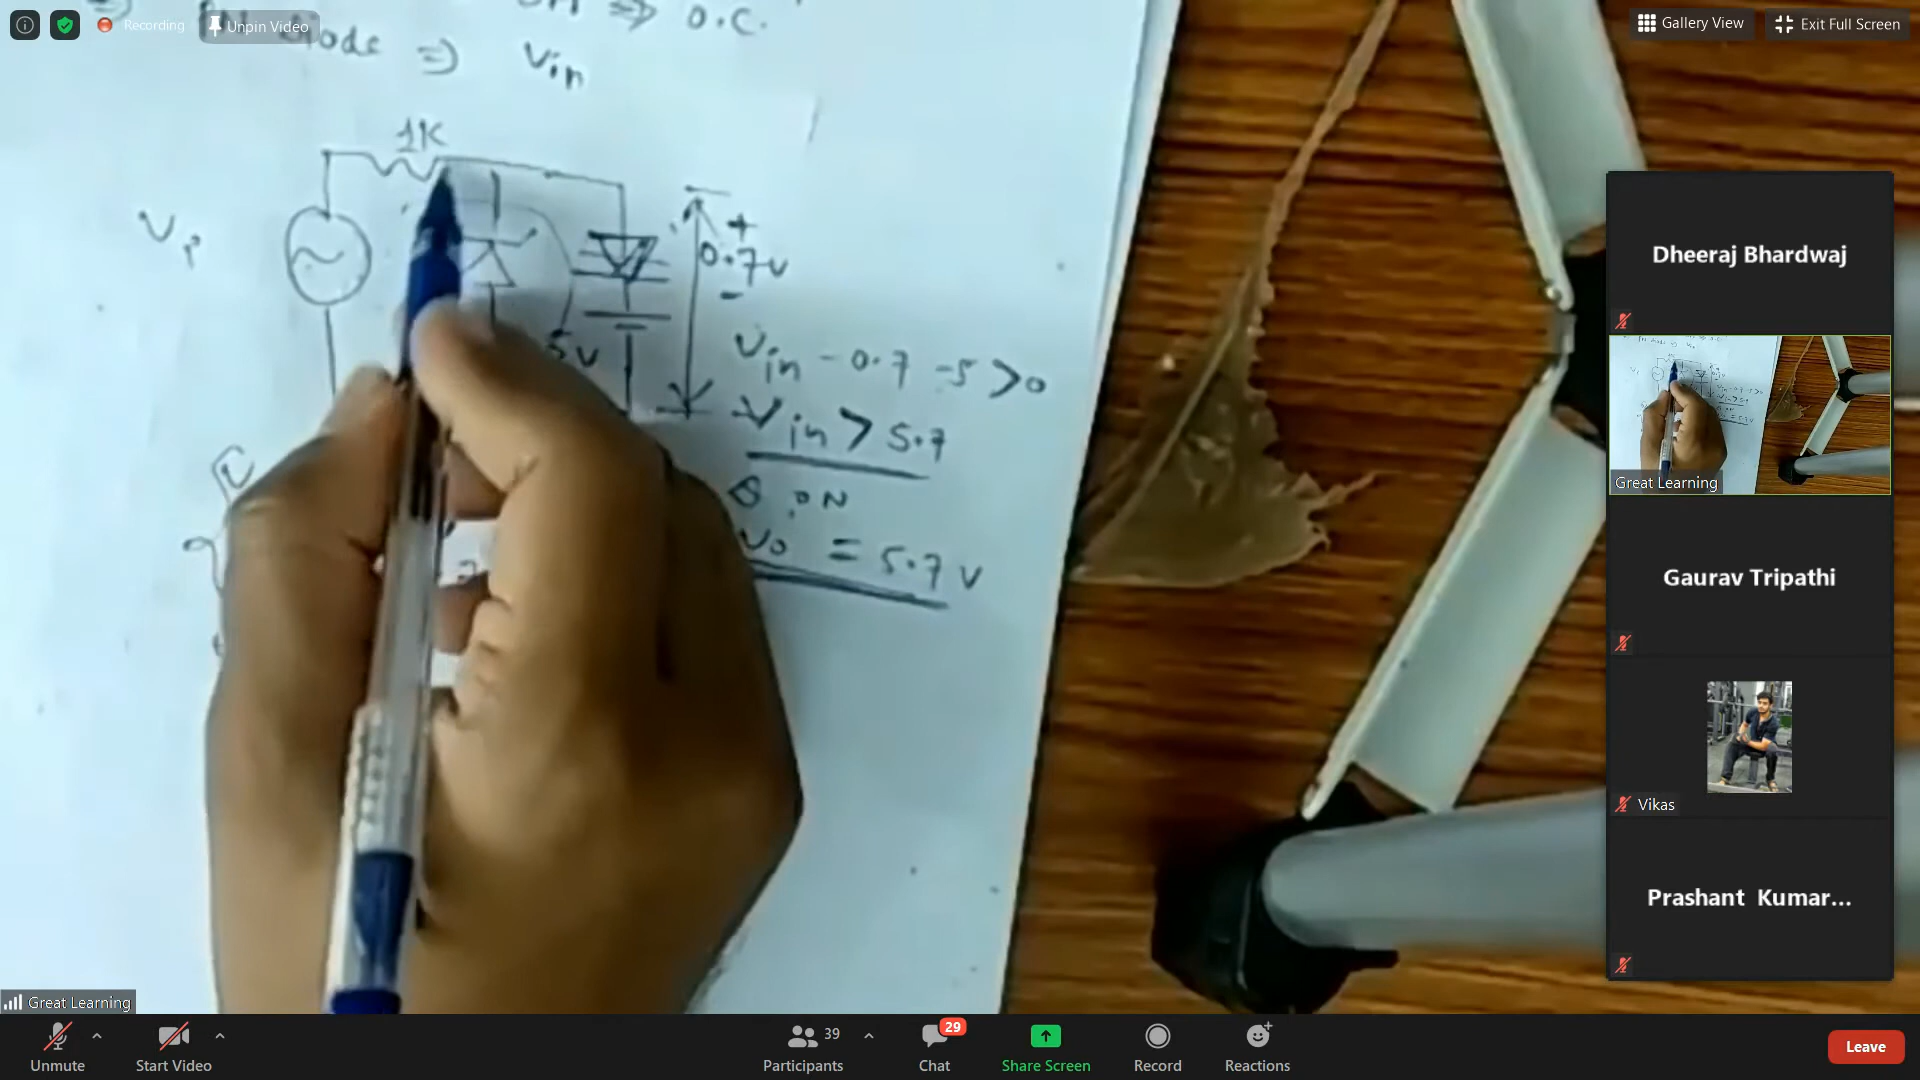 Recording
Unpin Video
Gallery View
Exit Full Screen
⇒ O.C.
⇒ Vin
1K
Vi
+
0.7V
-
5V
Vin - 0.7 - 5 > 0
Vin > 5.7
ON
Vo = 5.7 V
Dheeraj Bhardwaj
Great Learning
Gaurav Tripathi
Vikas
Prashant Kumar...
Great Learning
Unmute
Start Video
39
Participants
29
Chat
Share Screen
Record
Reactions
Leave